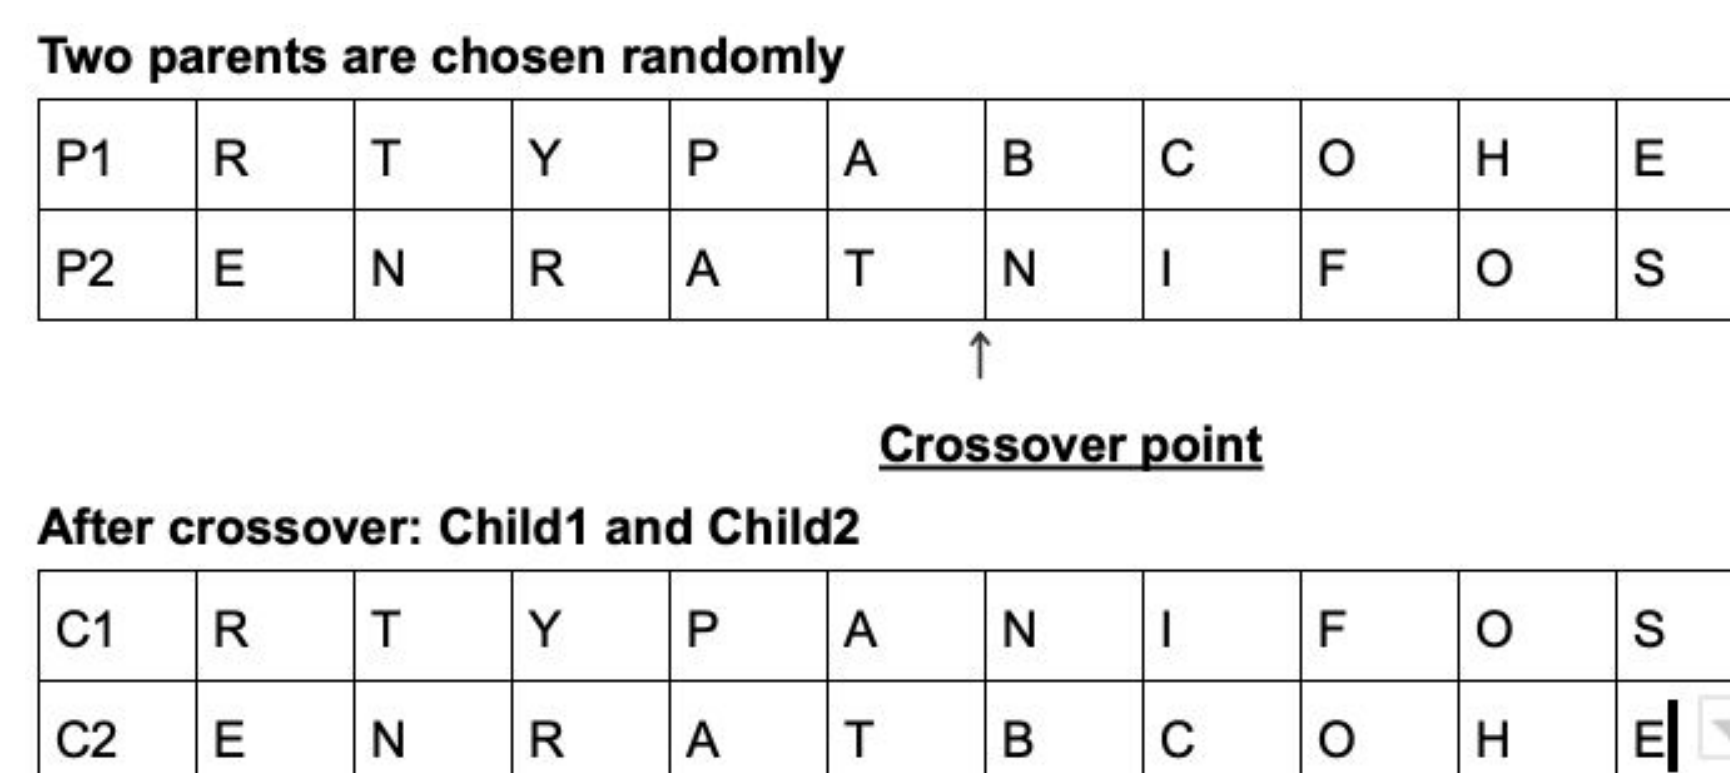 Two parents are chosen randomly
P1 R T Y P A B C O H E
P2 E N R A T N I F O S
↑
Crossover point
After crossover: Child1 and Child2
C1 R T Y P A N I F O S
C2 E N R A T B C O H E